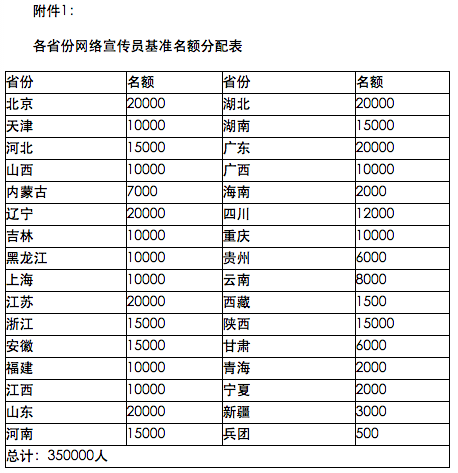 附件1：
各省份网络宣传员基准名额分配表
省份 名额 省份 名额
北京 20000 湖北 20000
天津 10000 湖南 15000
河北 15000 广东 20000
山西 10000 广西 10000
内蒙古 7000 海南 2000
辽宁 20000 四川 12000
吉林 10000 重庆 10000
黑龙江 10000 贵州 6000
上海 10000 云南 8000
江苏 20000 西藏 1500
浙江 15000 陕西 15000
安徽 15000 甘肃 6000
福建 10000 青海 2000
江西 10000 宁夏 2000
山东 20000 新疆 3000
河南 15000 兵团 500
总计：350000人